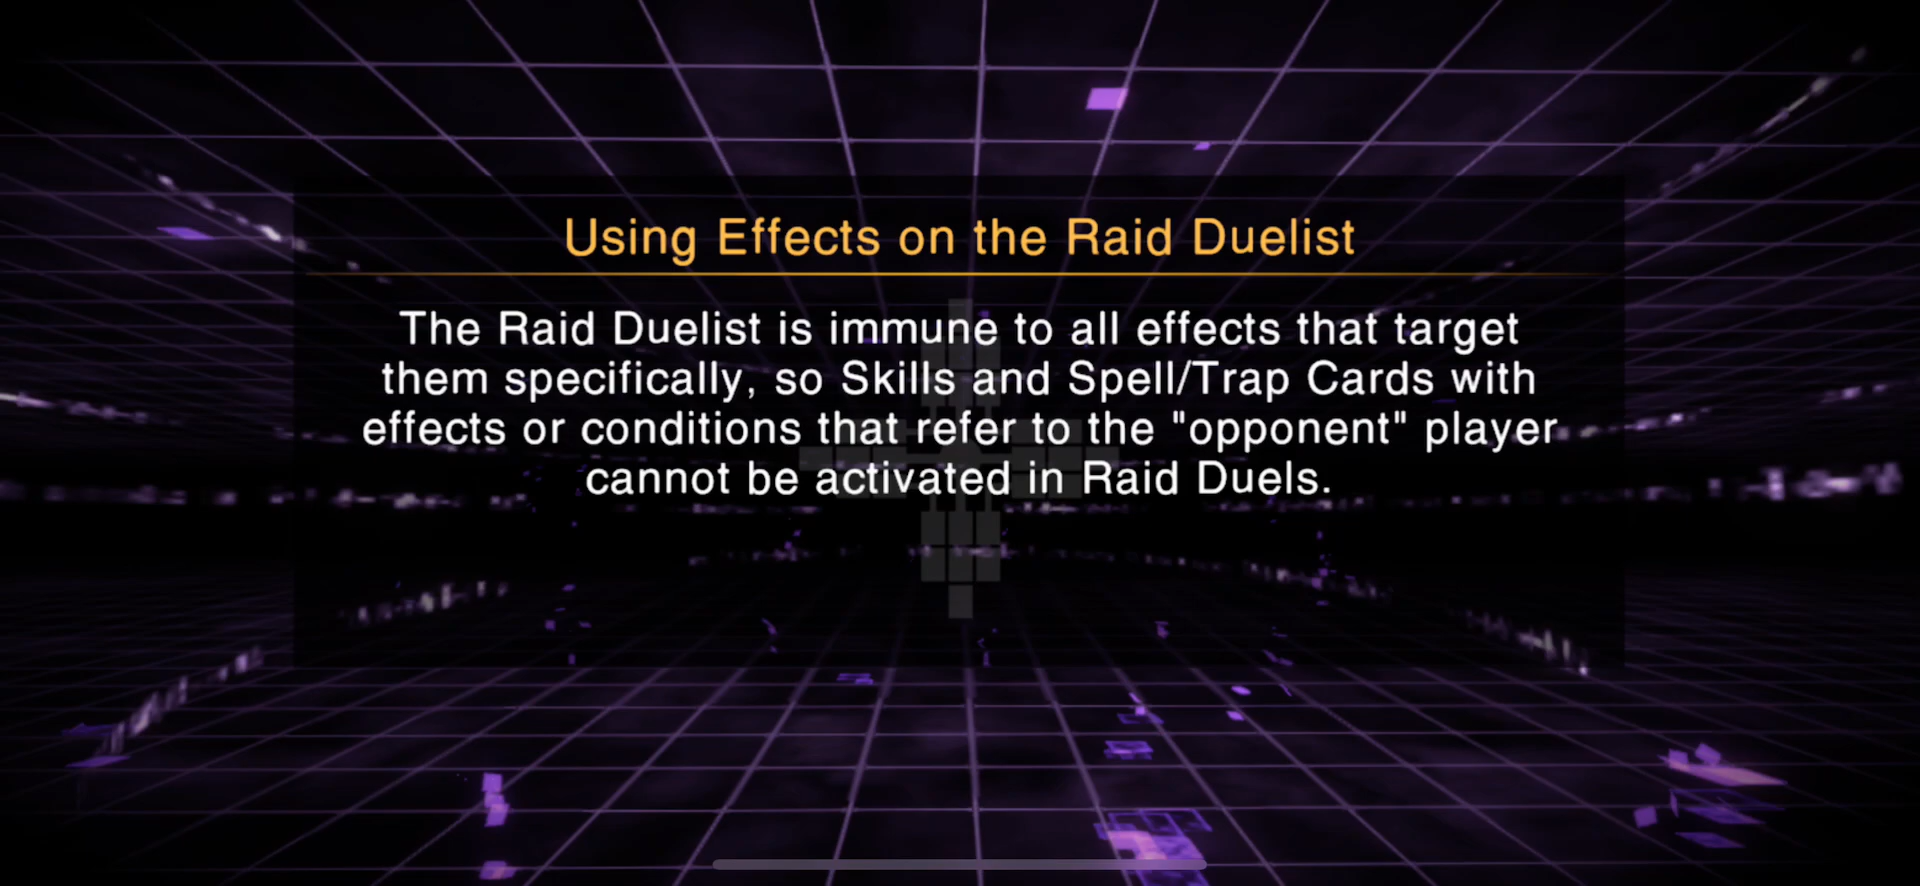 Using Effects on the Raid Duelist
The Raid Duelist is immune to all effects that target
them specifically, so Skills and Spell/Trap Cards with
effects or conditions that refer to the "opponent" player
cannot be activated in Raid Duels.